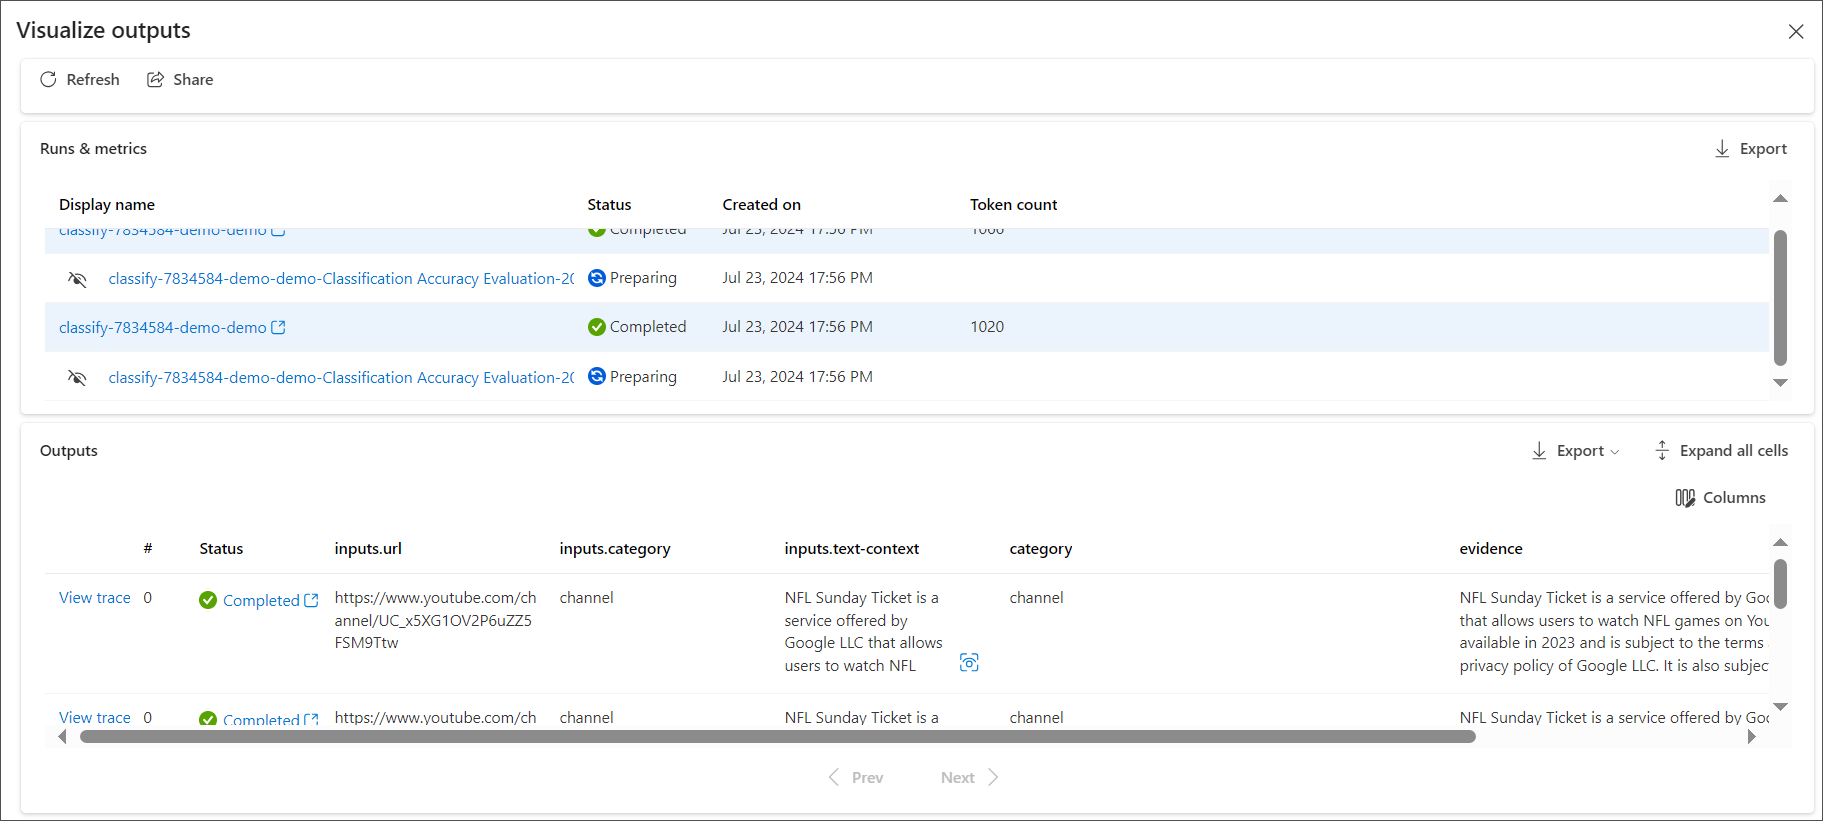 Visualize outputs
Refresh Share
Runs & metrics Export
Display name Status Created on Token count
classify-7834584-demo-demo Completed Jul 23, 2024 17:56 PM
classify-7834584-demo-demo-Classification Accuracy Evaluation-20 Preparing Jul 23, 2024 17:56 PM
classify-7834584-demo-demo Completed Jul 23, 2024 17:56 PM 1020
classify-7834584-demo-demo-Classification Accuracy Evaluation-20 Preparing Jul 23, 2024 17:56 PM
Outputs Export Expand all cells
Columns
# Status inputs.url inputs.category inputs.text-context category evidence
View trace 0 Completed https://www.youtube.com/ch channel NFL Sunday Ticket is a channel NFL Sunday Ticket is a service offered by Goo
annel/UC_x5XG1OV2P6uZZ5 service offered by that allows users to watch NFL games on You
FSM9Ttw Google LLC that allows available in 2023 and is subject to the terms
users to watch NFL privacy policy of Google LLC. It is also subjec
View trace 0 Completed https://www.youtube.com/ch channel NFL Sunday Ticket is a channel NFL Sunday Ticket is a service offered by Goo
Prev Next